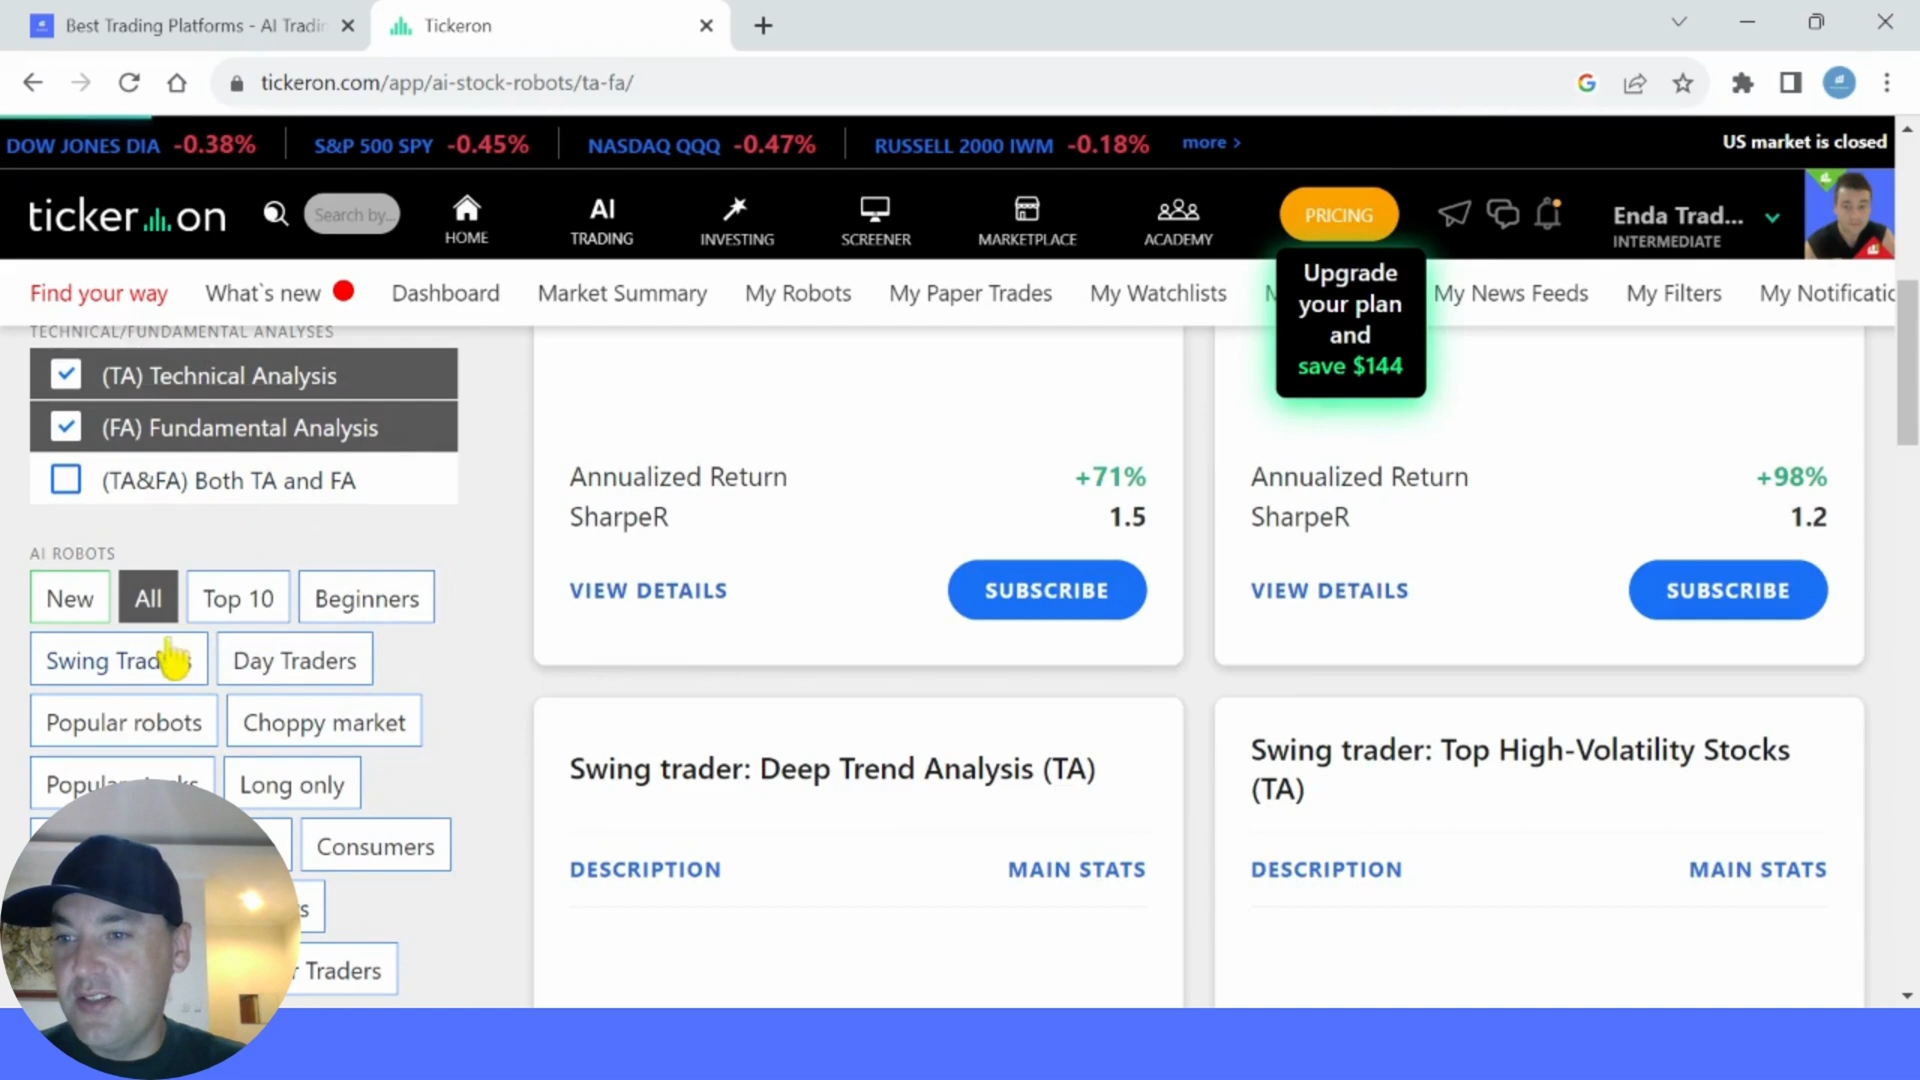 Best Trading Platforms - AI Tradin
Tickeron
tickeron.com/app/ai-stock-robots/ta-fa/
DOW JONES DIA -0.38% S&P 500 SPY -0.45% NASDAQ QQQ -0.47% RUSSELL 2000 IWM -0.18% more > US market is closed
tickeron Search by... HOME AI TRADING INVESTING SCREENER MARKETPLACE ACADEMY PRICING Enda Trad...
INTERMEDIATE
Upgrade
your plan
and
save $144
Find your way What`s new Dashboard Market Summary My Robots My Paper Trades My Watchlists My News Feeds My Filters My Notificatic
TECHNICAL/FUNDAMENTAL ANALYSES
(TA) Technical Analysis
(FA) Fundamental Analysis
(TA&FA) Both TA and FA
AI ROBOTS
New All Top 10 Beginners
Swing Day Traders
Popular robots Choppy market
Long only
Consumers
Traders
Annualized Return +71%
SharpeR 1.5
VIEW DETAILS SUBSCRIBE
Annualized Return +98%
SharpeR 1.2
VIEW DETAILS SUBSCRIBE
Swing trader: Deep Trend Analysis (TA)
DESCRIPTION MAIN STATS
Swing trader: Top High-Volatility Stocks
(TA)
DESCRIPTION MAIN STATS